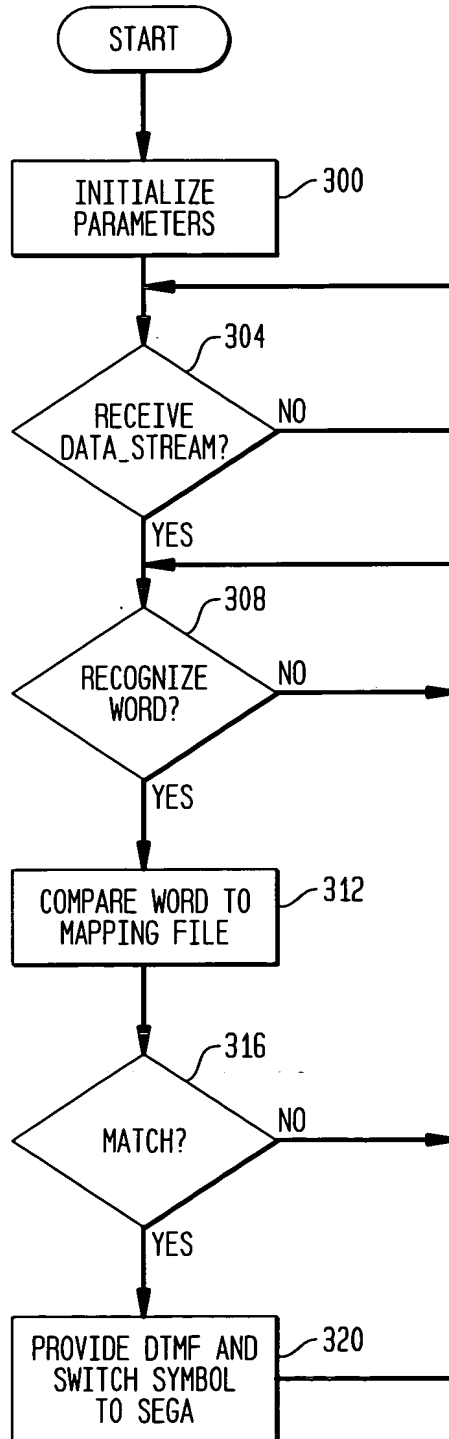 START
INITIALIZE
PARAMETERS
300
304
RECEIVE
DATA_STREAM?
NO
YES
308
RECOGNIZE
WORD?
NO
YES
COMPARE WORD TO
MAPPING FILE
312
316
MATCH?
NO
YES
PROVIDE DTMF AND
SWITCH SYMBOL
TO SEGA
320